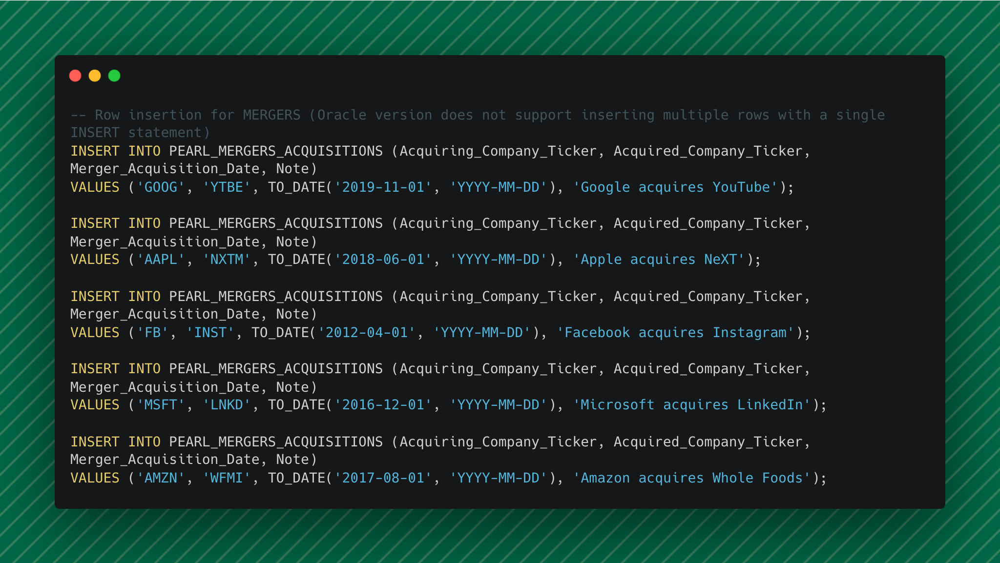 -- Row insertion for MERGERS (Oracle version does not support inserting multiple rows with a single
INSERT statement)
INSERT INTO PEARL_MERGERS_ACQUISITIONS (Acquiring_Company_Ticker, Acquired_Company_Ticker,
Merger_Acquisition_Date, Note)
VALUES ('GOOG', 'YTBE', TO_DATE('2019-11-01', 'YYYY-MM-DD'), 'Google acquires YouTube');
INSERT INTO PEARL_MERGERS_ACQUISITIONS (Acquiring_Company_Ticker, Acquired_Company_Ticker,
Merger_Acquisition_Date, Note)
VALUES ('AAPL', 'NXTM', TO_DATE('2018-06-01', 'YYYY-MM-DD'), 'Apple acquires NeXT');
INSERT INTO PEARL_MERGERS_ACQUISITIONS (Acquiring_Company_Ticker, Acquired_Company_Ticker,
Merger_Acquisition_Date, Note)
VALUES ('FB', 'INST', TO_DATE('2012-04-01', 'YYYY-MM-DD'), 'Facebook acquires Instagram');
INSERT INTO PEARL_MERGERS_ACQUISITIONS (Acquiring_Company_Ticker, Acquired_Company_Ticker,
Merger_Acquisition_Date, Note)
VALUES ('MSFT', 'LNKD', TO_DATE('2016-12-01', 'YYYY-MM-DD'), 'Microsoft acquires LinkedIn');
INSERT INTO PEARL_MERGERS_ACQUISITIONS (Acquiring_Company_Ticker, Acquired_Company_Ticker,
Merger_Acquisition_Date, Note)
VALUES ('AMZN', 'WFMI', TO_DATE('2017-08-01', 'YYYY-MM-DD'), 'Amazon acquires Whole Foods');